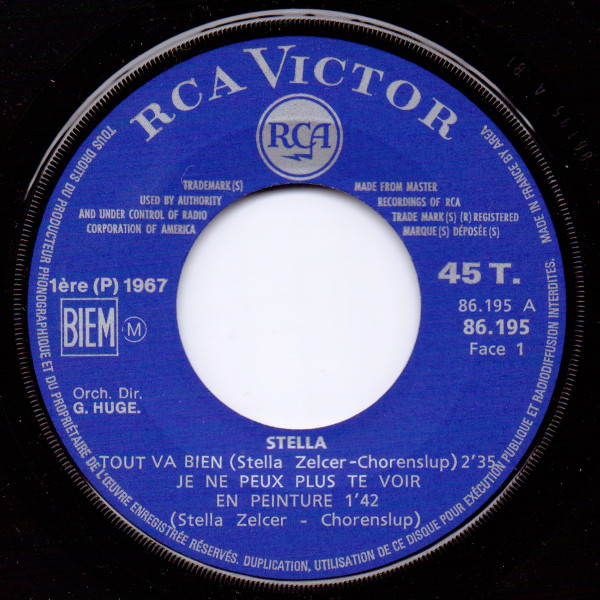 RCA VICTOR
RCA
TRADEMARK(S)
USED BY AUTHORITY
AND UNDER CONTROL OF RADIO
CORPORATION OF AMERICA
MADE FROM MASTER
RECORDINGS OF RCA
TRADE MARK(S) (R) REGISTERED
MARQUE(S) DÉPOSÉE(S)
1ère (P) 1967
BIEM
M
45 T.
86.195 A
86.195
Face 1
Orch. Dir.
G. HUGE.
STELLA
TOUT VA BIEN (Stella Zelcer-Chorenslup) 2'35
JE NE PEUX PLUS TE VOIR
EN PEINTURE 1'42
(Stella Zelcer - Chorenslup)
TOUS DROITS DU PRODUCTEUR PHONOGRAPHIQUE ET DU PROPRIÉTAIRE DE L'ŒUVRE ENREGISTRÉE RÉSERVÉS. DUPLICATION, UTILISATION DE CE DISQUE POUR EXÉCUTION PUBLIQUE ET RADIODIFFUSION INTERDITES. MADE IN FRANCE BY AREA
86195 A